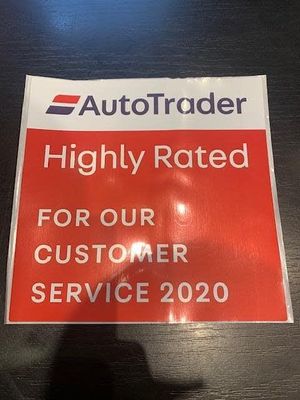 AutoTrader
Highly Rated
FOR OUR
CUSTOMER
SERVICE 2020